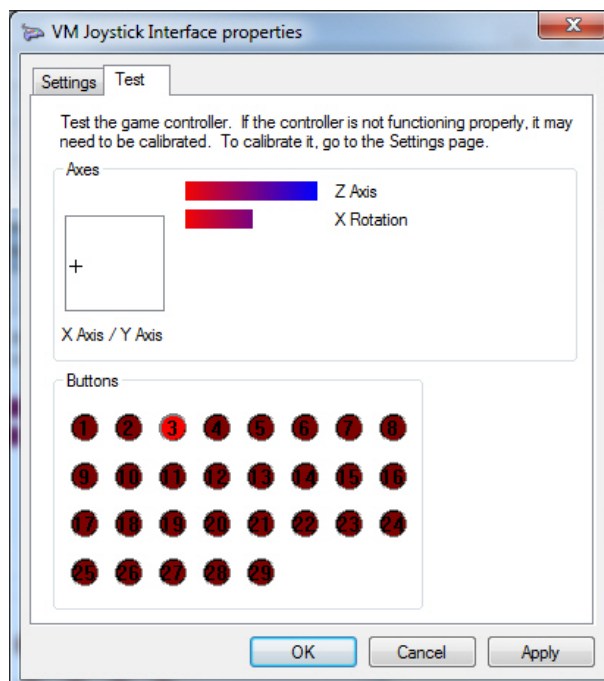 VM Joystick Interface properties
Settings Test
Test the game controller. If the controller is not functioning properly, it may
need to be calibrated. To calibrate it, go to the Settings page.
Axes
Z Axis
X Rotation
X Axis / Y Axis
Buttons
1 2 3 4 5 6 7 8
9 10 11 12 13 14 15 16
17 18 19 20 21 22 23 24
25 26 27 28 29
OK Cancel Apply